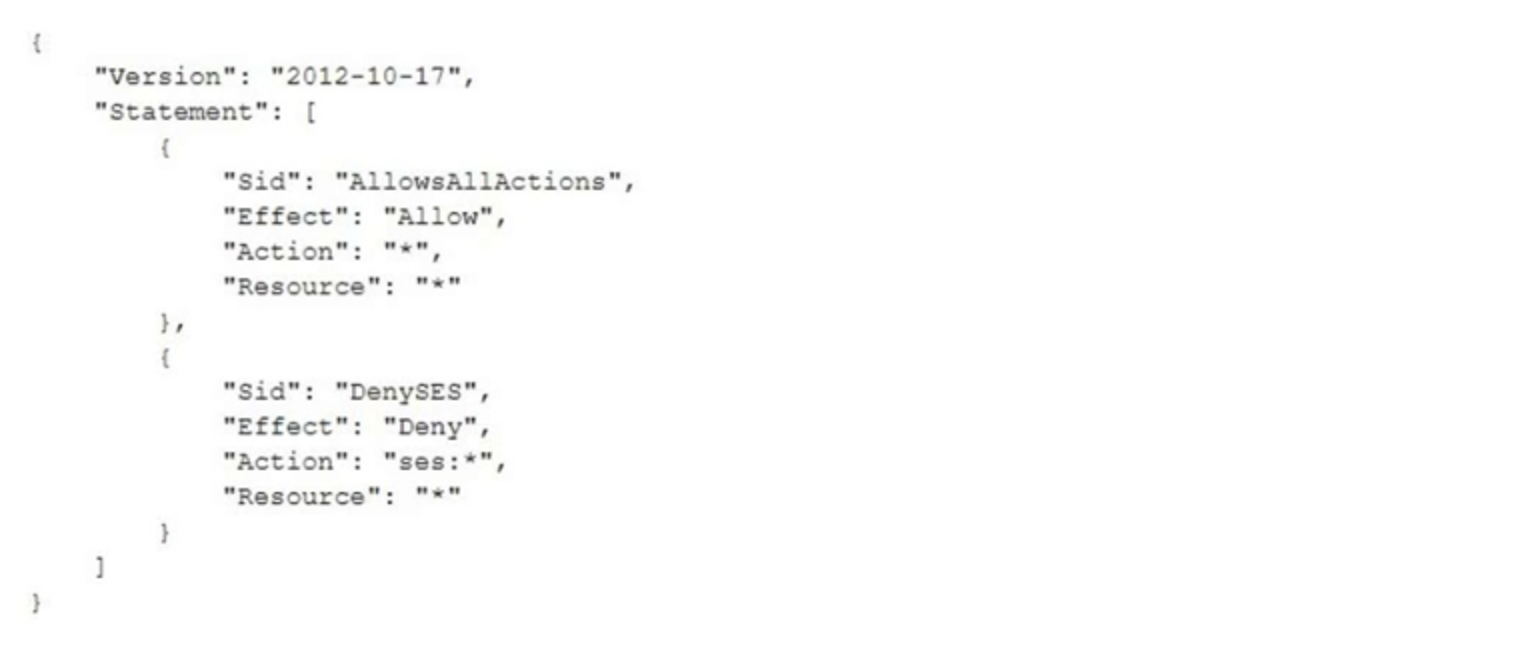 {
    "Version": "2012-10-17",
    "Statement": [
        {
            "Sid": "AllowsAllActions",
            "Effect": "Allow",
            "Action": "*",
            "Resource": "*"
        },
        {
            "Sid": "DenySES",
            "Effect": "Deny",
            "Action": "ses:*",
            "Resource": "*"
        }
    ]
}